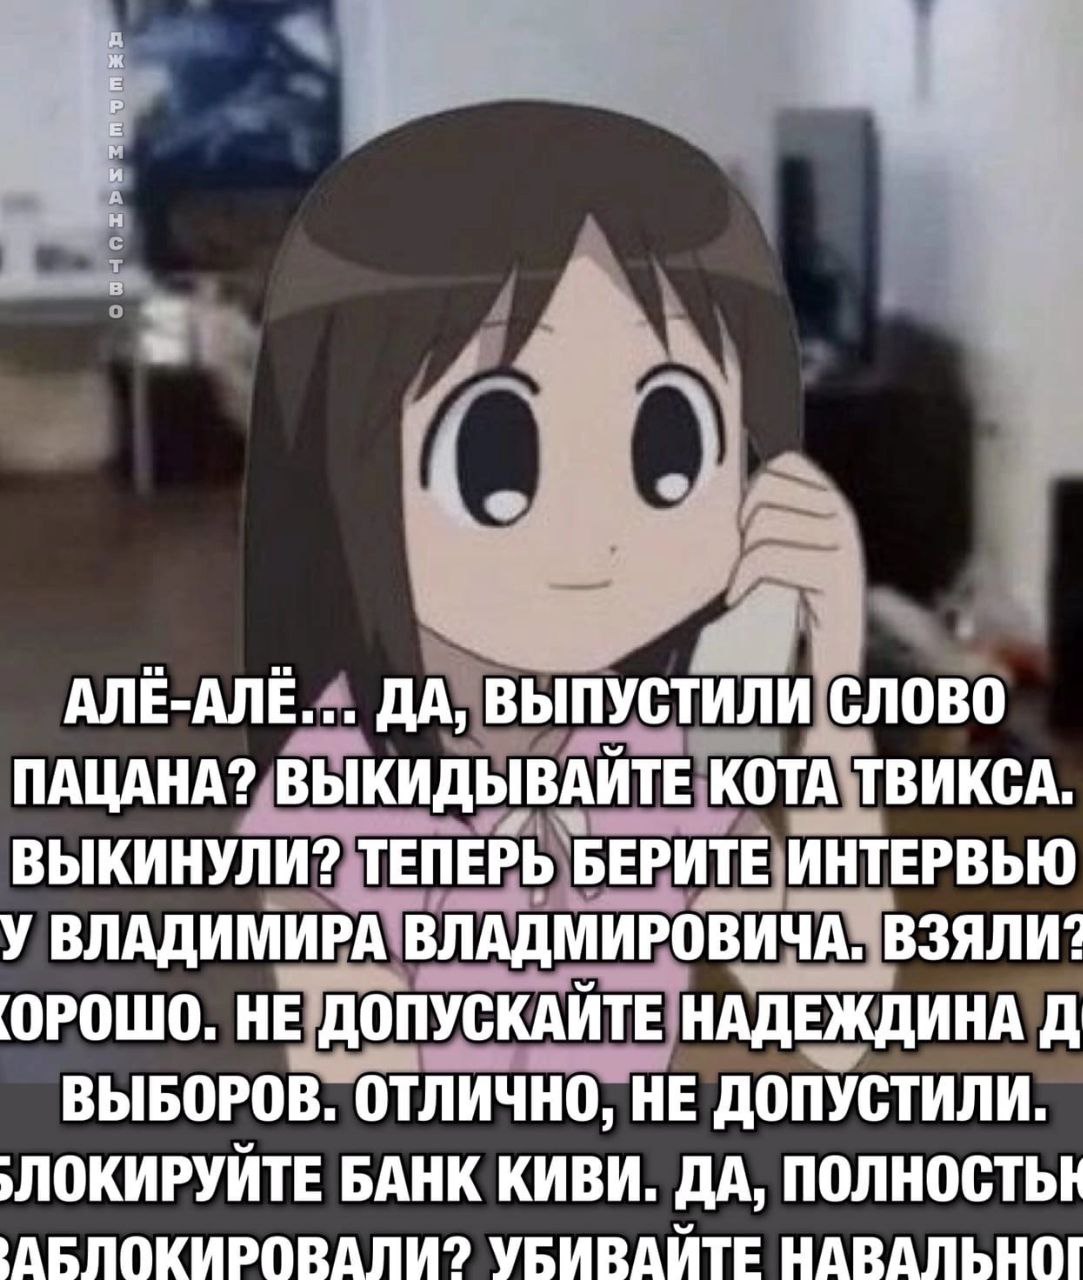 ДЖЕРЕМИАНСТВО
АЛЁ-АЛЁ... ДА, ВЫПУСТИЛИ СЛОВО
ПАЦАНА? ВЫКИДЫВАЙТЕ КОТА ТВИКСА.
ВЫКИНУЛИ? ТЕПЕРЬ БЕРИТЕ ИНТЕРВЬЮ
У ВЛАДИМИРА ВЛАДМИРОВИЧА. ВЗЯЛИ?
ХОРОШО. НЕ ДОПУСКАЙТЕ НАДЕЖДИНА Д
ВЫБОРОВ. ОТЛИЧНО, НЕ ДОПУСТИЛИ.
БЛОКИРУЙТЕ БАНК КИВИ. ДА, ПОЛНОСТЬЮ
ЗАБЛОКИРОВАЛИ? УБИВАЙТЕ НАВАЛЬНОГ